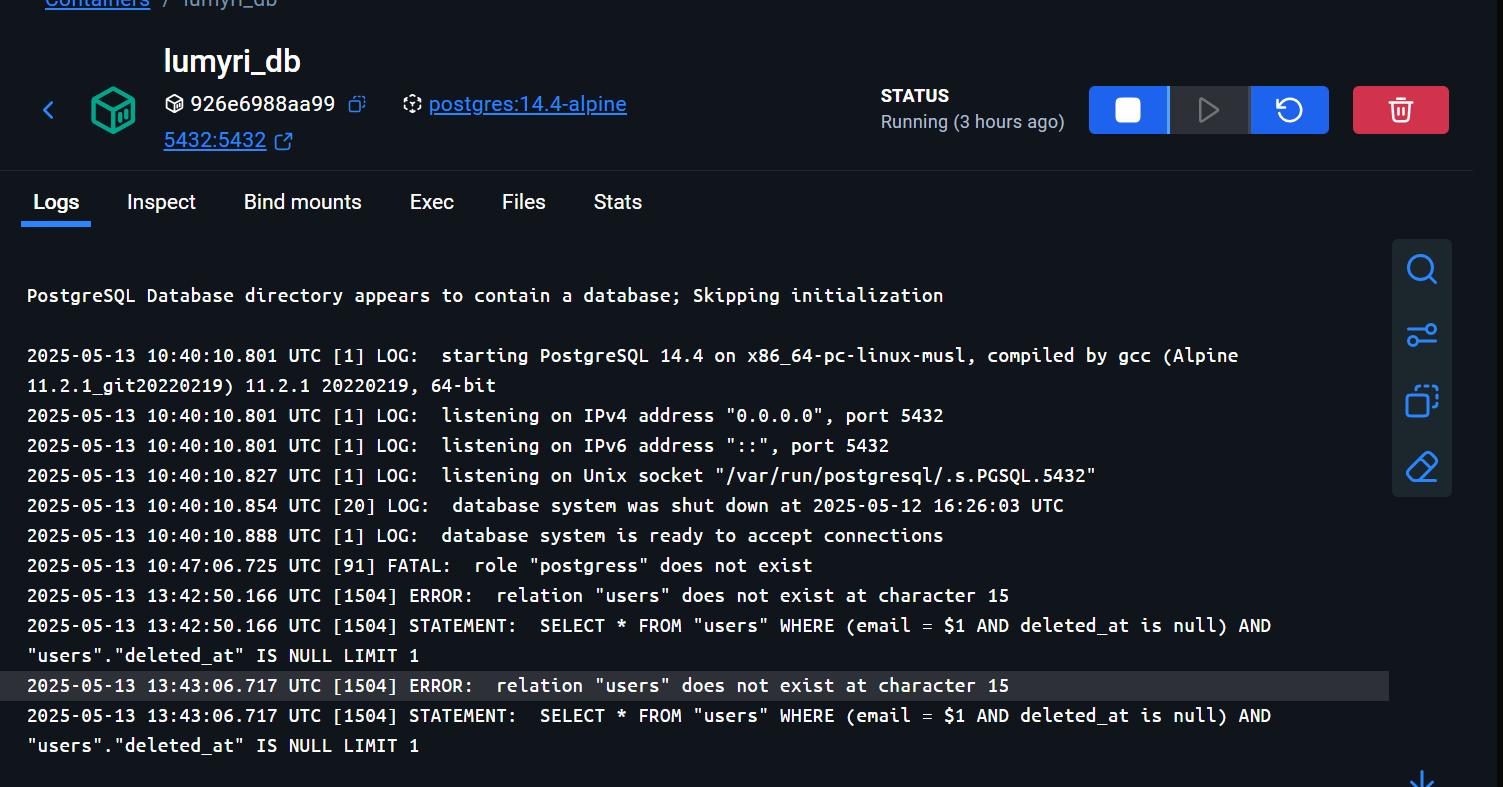 Containers / lumyri_db
lumyri_db
926e6988aa99 postgres:14.4-alpine
5432:5432
STATUS
Running (3 hours ago)
Logs Inspect Bind mounts Exec Files Stats
PostgreSQL Database directory appears to contain a database; Skipping initialization
2025-05-13 10:40:10.801 UTC [1] LOG:  starting PostgreSQL 14.4 on x86_64-pc-linux-musl, compiled by gcc (Alpine
11.2.1_git20220219) 11.2.1 20220219, 64-bit
2025-05-13 10:40:10.801 UTC [1] LOG:  listening on IPv4 address "0.0.0.0", port 5432
2025-05-13 10:40:10.801 UTC [1] LOG:  listening on IPv6 address "::", port 5432
2025-05-13 10:40:10.827 UTC [1] LOG:  listening on Unix socket "/var/run/postgresql/.s.PGSQL.5432"
2025-05-13 10:40:10.854 UTC [20] LOG:  database system was shut down at 2025-05-12 16:26:03 UTC
2025-05-13 10:40:10.888 UTC [1] LOG:  database system is ready to accept connections
2025-05-13 10:47:06.725 UTC [91] FATAL:  role "postgress" does not exist
2025-05-13 13:42:50.166 UTC [1504] ERROR:  relation "users" does not exist at character 15
2025-05-13 13:42:50.166 UTC [1504] STATEMENT:  SELECT * FROM "users" WHERE (email = $1 AND deleted_at is null) AND
"users"."deleted_at" IS NULL LIMIT 1
2025-05-13 13:43:06.717 UTC [1504] ERROR:  relation "users" does not exist at character 15
2025-05-13 13:43:06.717 UTC [1504] STATEMENT:  SELECT * FROM "users" WHERE (email = $1 AND deleted_at is null) AND
"users"."deleted_at" IS NULL LIMIT 1